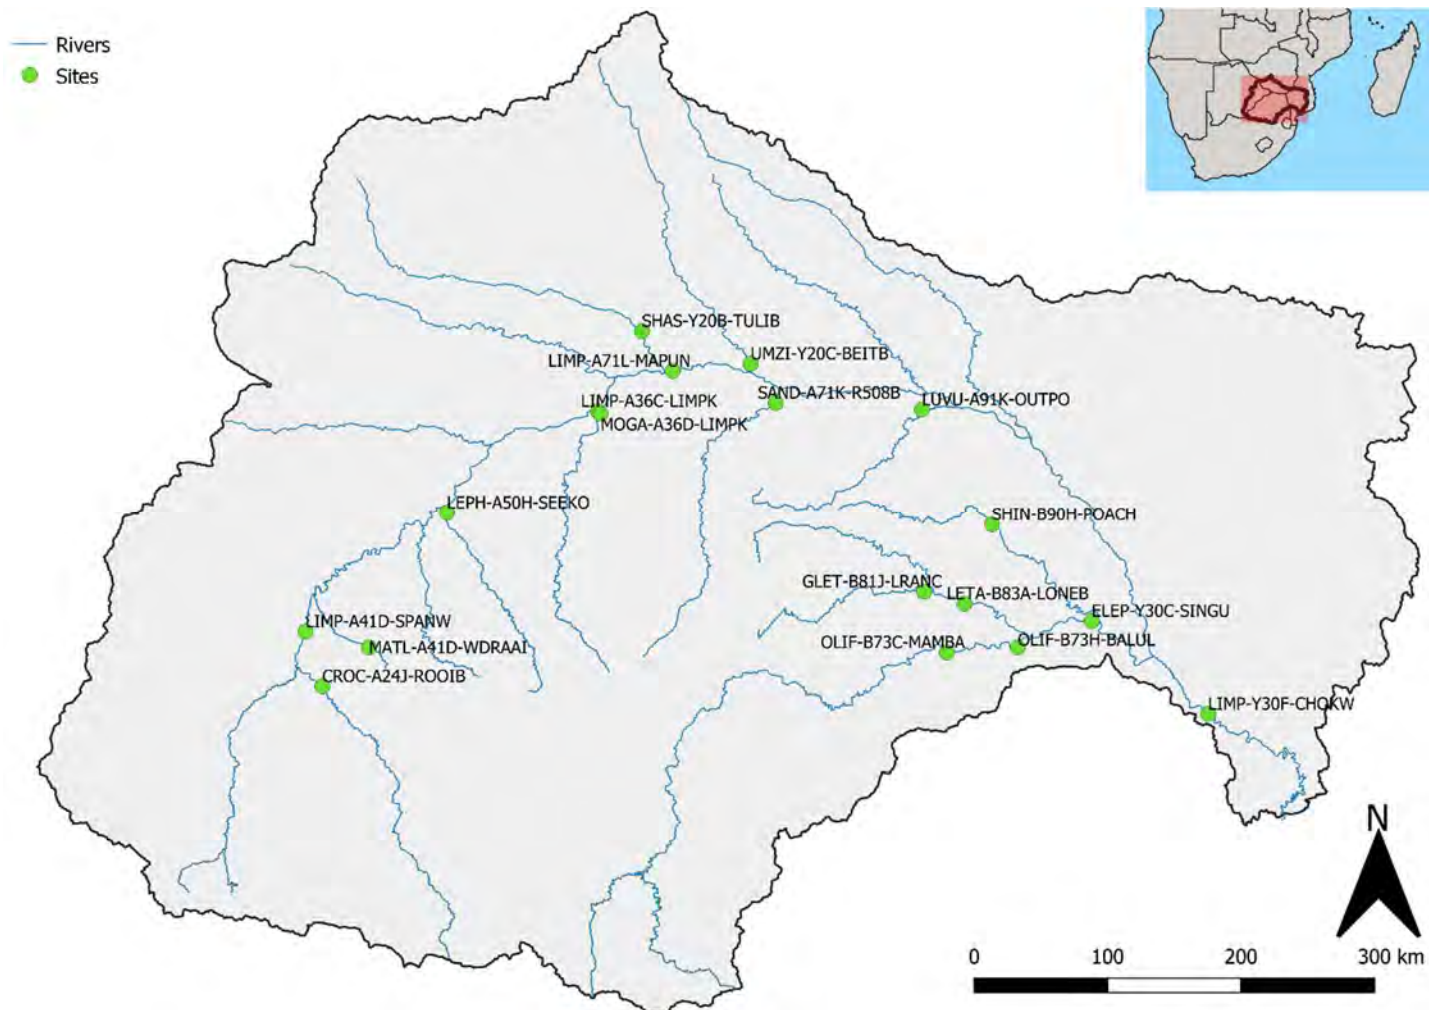 Rivers
Sites
SHAS-Y20B-TULIB
LIMP-A71L-MAPUN
UMZI-Y20C-BEITB
LIMP-A36C-LIMPK
SAND-A71K-R508B
LUVU-A91K-OUTPO
MOGA-A36D-LIMPK
LEPH-A50H-SEEKO
SHIN-B90H-POACH
GLET-B81J-LRANC
LETA-B83A-LONEB
ELEP-Y30C-SINGU
LIMP-A41D-SPANW
MATL-A41D-WDRAAI
OLIF-B73C-MAMBA
OLIF-B73H-BALUL
CROC-A24J-ROOIB
LIMP-Y30F-CHOKW
N
0 100 200 300 km